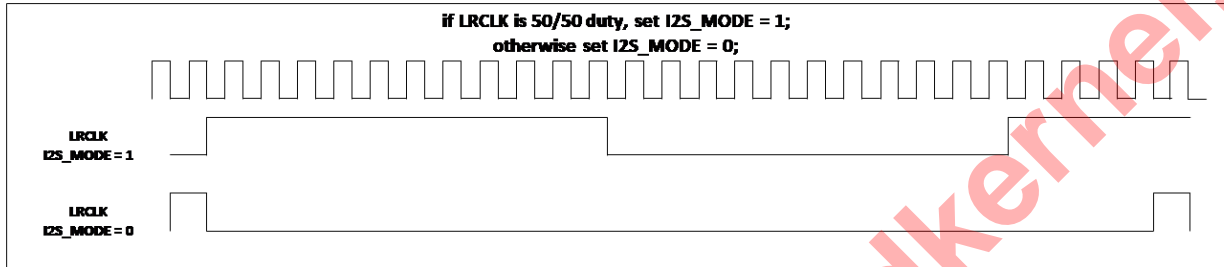 if LRCLK is 50/50 duty, set I2S_MODE = 1;
otherwise set I2S_MODE = 0;
LRCLK
I2S_MODE = 1
LRCLK
I2S_MODE = 0
dkernel